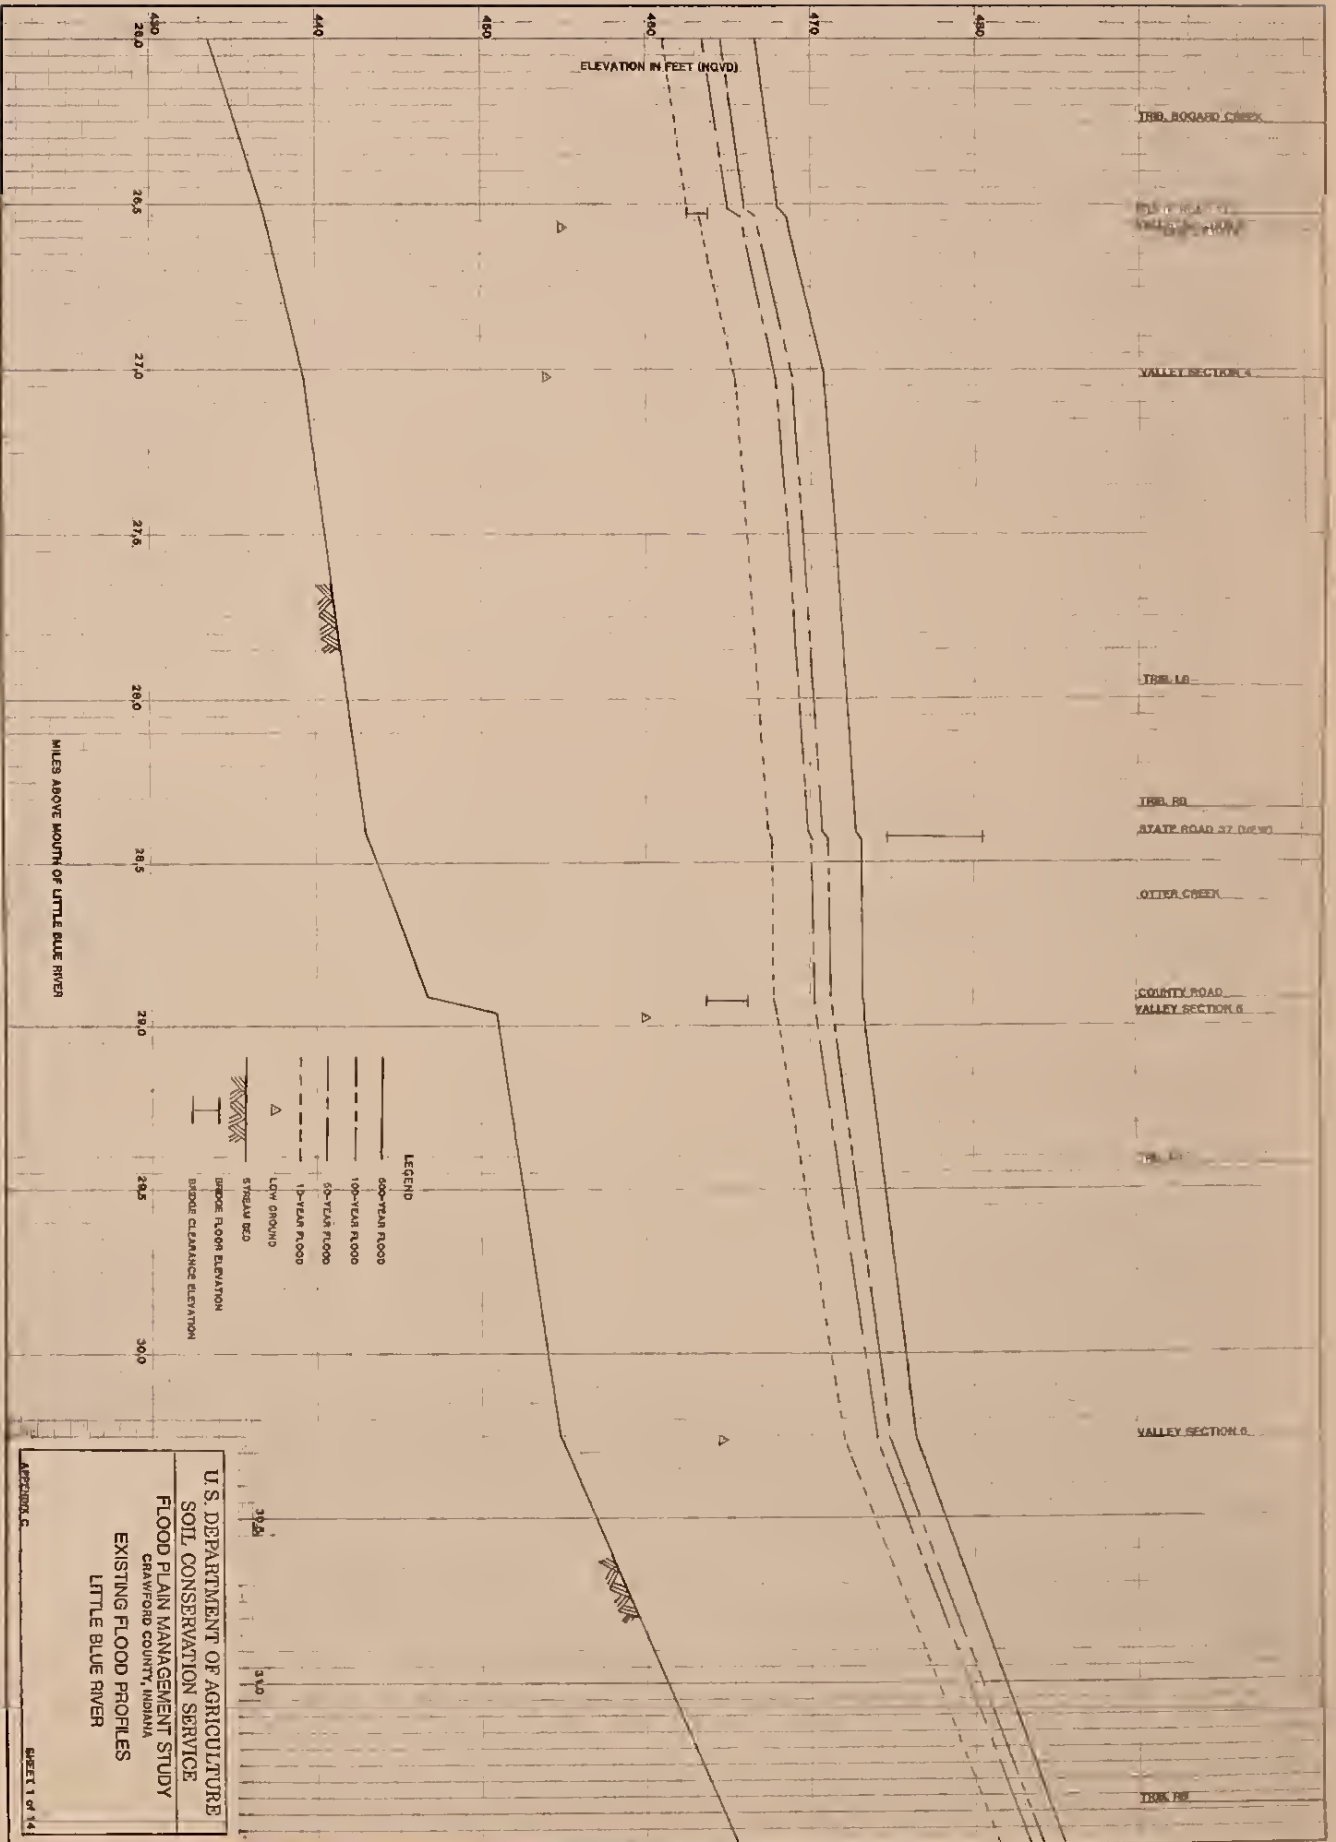 430
440
450
460
470
480
ELEVATION IN FEET (NGVD)
26.0
26.5
27.0
27.5
28.0
28.5
29.0
29.5
30.0
30.5
31.0
MILES ABOVE MOUTH OF LITTLE BLUE RIVER
TRIB. BOGARD CREEK
VALLEY SECTION 4
TRIB. LB
TRIB. RB
STATE ROAD 37 (NEW)
OTTER CREEK
COUNTY ROAD
VALLEY SECTION 5
VALLEY SECTION 6
TRIB. RB
LEGEND
500-YEAR FLOOD
100-YEAR FLOOD
50-YEAR FLOOD
10-YEAR FLOOD
LOW GROUND
STREAM BED
BRIDGE FLOOR ELEVATION
BRIDGE CLEARANCE ELEVATION
U.S. DEPARTMENT OF AGRICULTURE
SOIL CONSERVATION SERVICE
FLOOD PLAIN MANAGEMENT STUDY
CRAWFORD COUNTY, INDIANA
EXISTING FLOOD PROFILES
LITTLE BLUE RIVER
APPENDIX C
SHEET 1 of 14